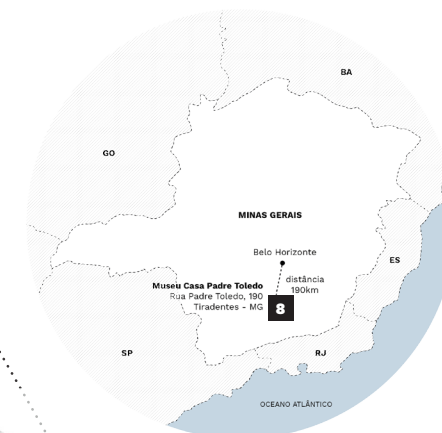 BA
GO
MINAS GERAIS
Belo Horizonte
ES
distância
190km
Museu Casa Padre Toledo
Rua Padre Toledo, 190
Tiradentes - MG
8
SP
RJ
OCEANO ATLÂNTICO